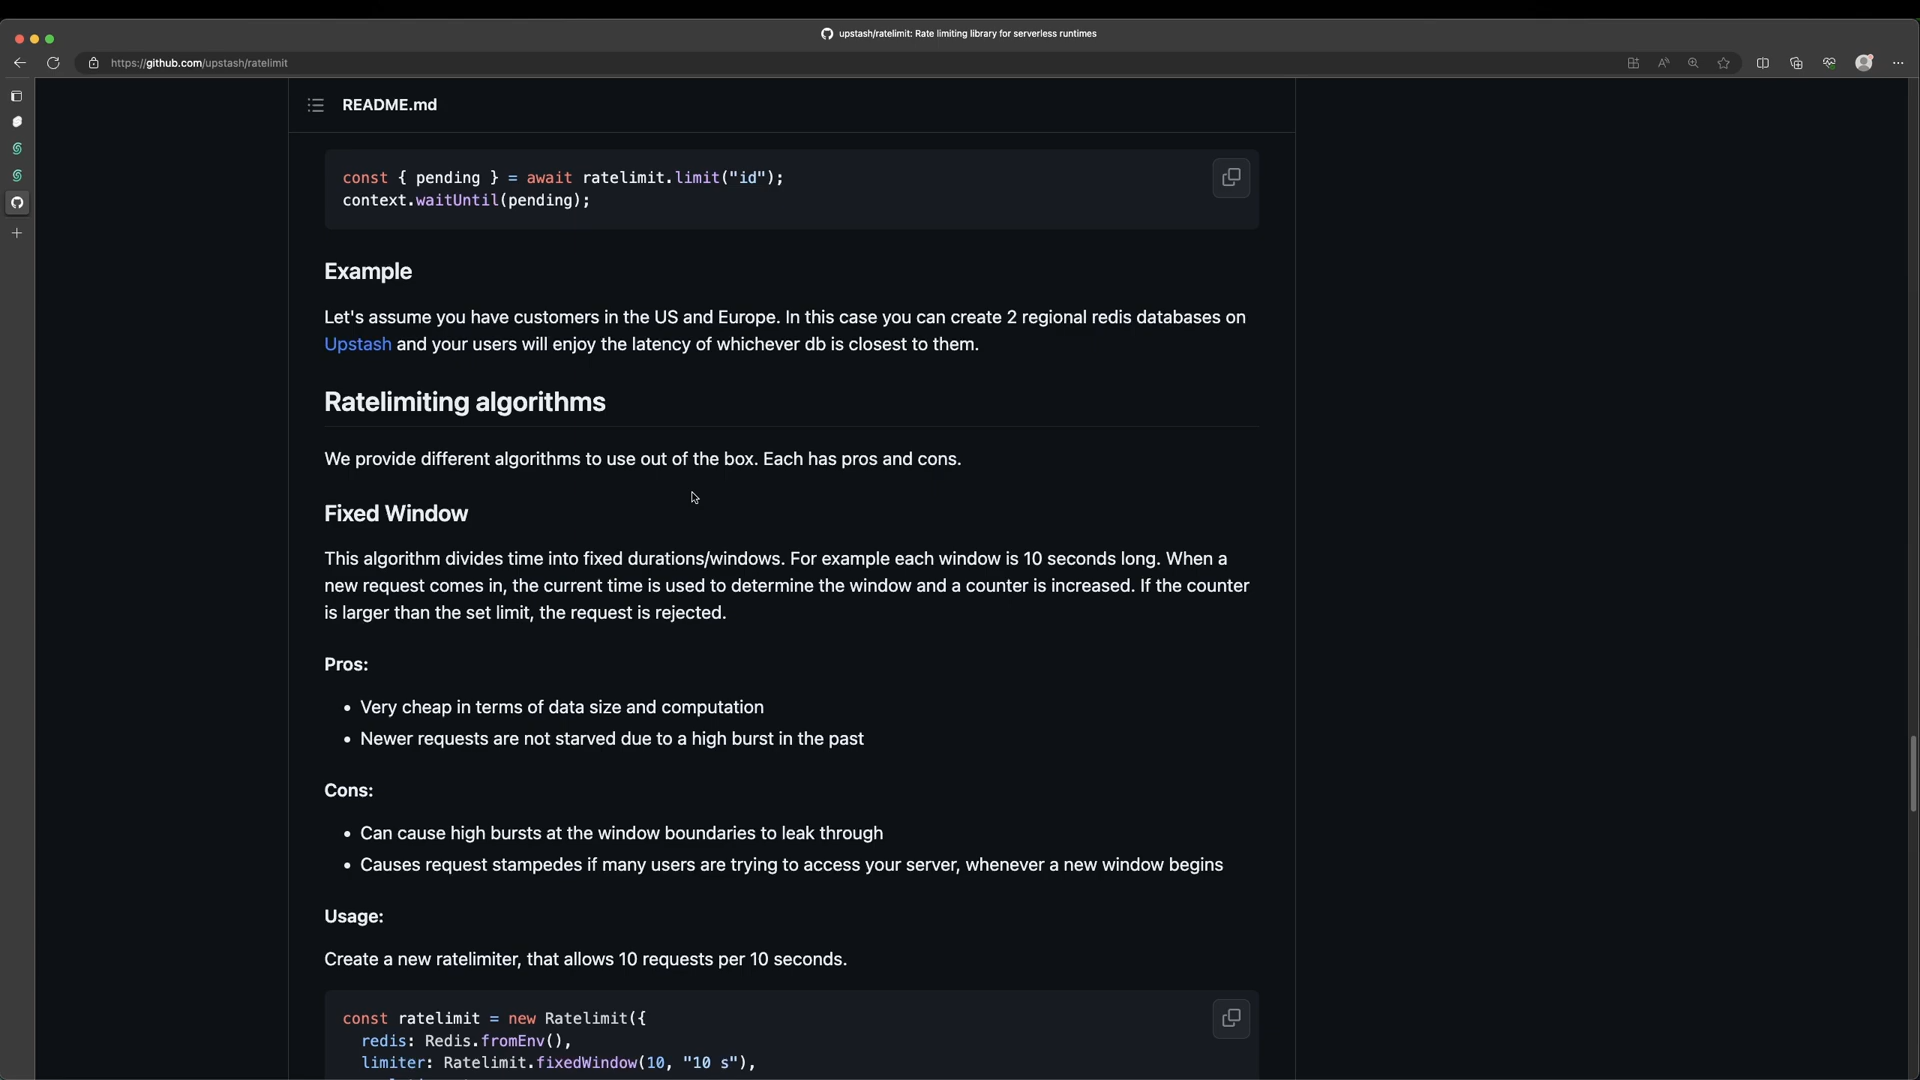 upstash/ratelimit: Rate limiting library for serverless runtimes
https://github.com/upstash/ratelimit
README.md
const { pending } = await ratelimit.limit("id");
context.waitUntil(pending);
Example
Let's assume you have customers in the US and Europe. In this case you can create 2 regional redis databases on
Upstash and your users will enjoy the latency of whichever db is closest to them.
Ratelimiting algorithms
We provide different algorithms to use out of the box. Each has pros and cons.
Fixed Window
This algorithm divides time into fixed durations/windows. For example each window is 10 seconds long. When a
new request comes in, the current time is used to determine the window and a counter is increased. If the counter
is larger than the set limit, the request is rejected.
Pros:
• Very cheap in terms of data size and computation
• Newer requests are not starved due to a high burst in the past
Cons:
• Can cause high bursts at the window boundaries to leak through
• Causes request stampedes if many users are trying to access your server, whenever a new window begins
Usage:
Create a new ratelimiter, that allows 10 requests per 10 seconds.
const ratelimit = new Ratelimit({
redis: Redis.fromEnv(),
limiter: Ratelimit.fixedWindow(10, "10 s"),